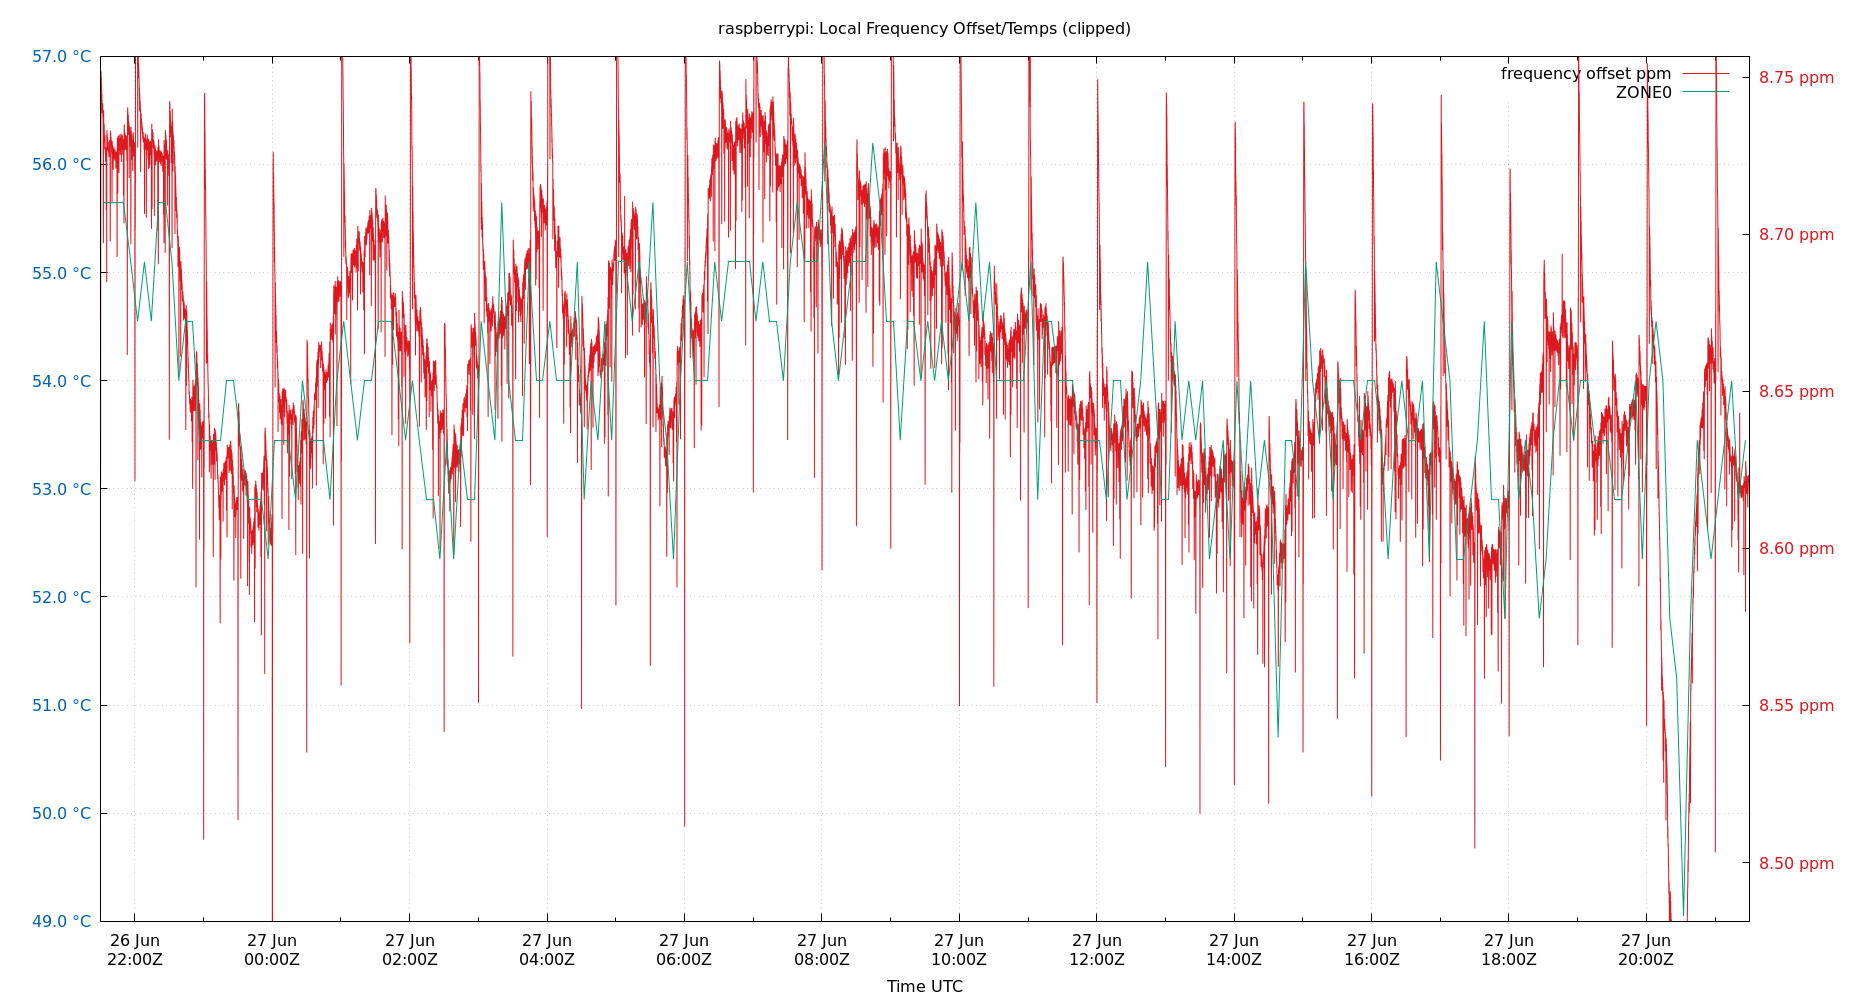 raspberrypi: Local Frequency Offset/Temps (clipped)
57.0 °C
56.0 °C
55.0 °C
54.0 °C
53.0 °C
52.0 °C
51.0 °C
50.0 °C
49.0 °C
frequency offset ppm
ZONE0
8.75 ppm
8.70 ppm
8.65 ppm
8.60 ppm
8.55 ppm
8.50 ppm
26 Jun 27 Jun 27 Jun 27 Jun 27 Jun 27 Jun 27 Jun 27 Jun 27 Jun 27 Jun 27 Jun 27 Jun
22:00Z 00:00Z 02:00Z 04:00Z 06:00Z 08:00Z 10:00Z 12:00Z 14:00Z 16:00Z 18:00Z 20:00Z
Time UTC